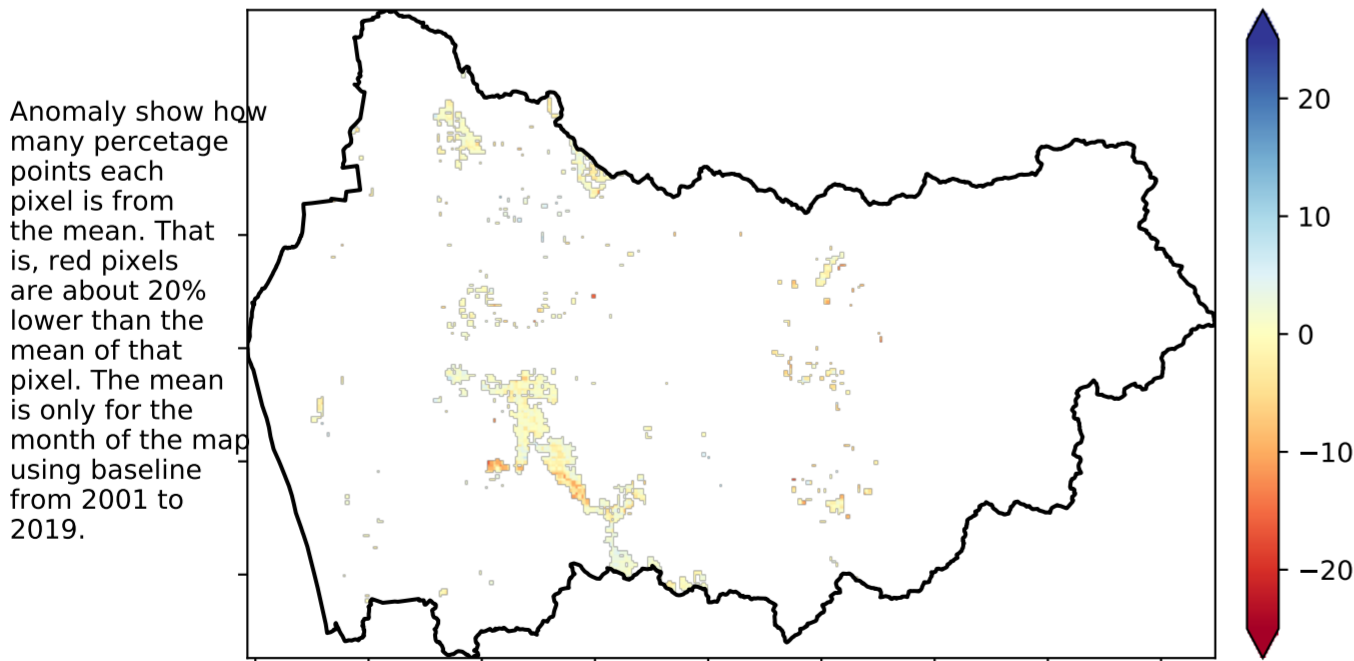 Anomaly show how
many percetage
points each
pixel is from
the mean. That
is, red pixels
are about 20%
lower than the
mean of that
pixel. The mean
is only for the
month of the map
using baseline
from 2001 to
2019.
20
10
0
−10
−20